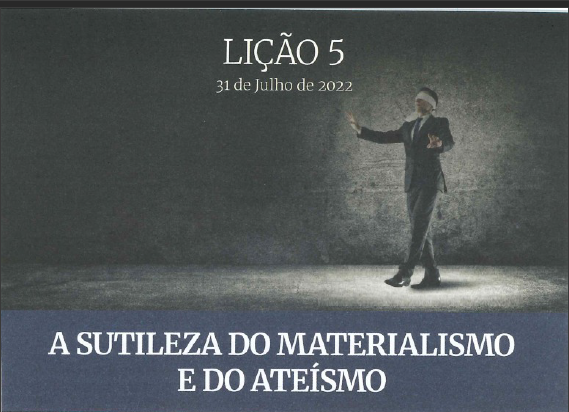 LIÇÃO 5
31 de Julho de 2022
A SUTILEZA DO MATERIALISMO
E DO ATEÍSMO